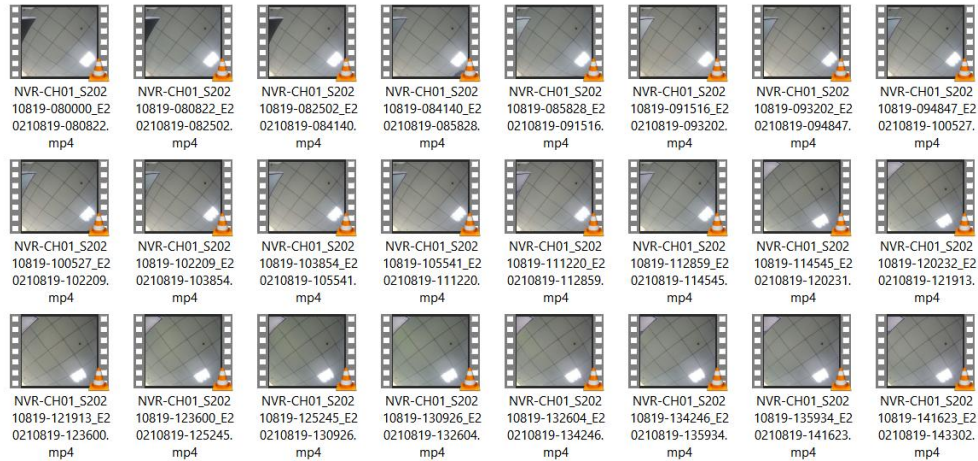 NVR-CH01_S202
10819-080000_E2
0210819-080822.
mp4
NVR-CH01_S202
10819-080822_E2
0210819-082502.
mp4
NVR-CH01_S202
10819-082502_E2
0210819-084140.
mp4
NVR-CH01_S202
10819-084140_E2
0210819-085828.
mp4
NVR-CH01_S202
10819-085828_E2
0210819-091516.
mp4
NVR-CH01_S202
10819-091516_E2
0210819-093202.
mp4
NVR-CH01_S202
10819-093202_E2
0210819-094847.
mp4
NVR-CH01_S202
10819-094847_E2
0210819-100527.
mp4
NVR-CH01_S202
10819-100527_E2
0210819-102209.
mp4
NVR-CH01_S202
10819-102209_E2
0210819-103854.
mp4
NVR-CH01_S202
10819-103854_E2
0210819-105541.
mp4
NVR-CH01_S202
10819-105541_E2
0210819-111220.
mp4
NVR-CH01_S202
10819-111220_E2
0210819-112859.
mp4
NVR-CH01_S202
10819-112859_E2
0210819-114545.
mp4
NVR-CH01_S202
10819-114545_E2
0210819-120231.
mp4
NVR-CH01_S202
10819-120232_E2
0210819-121913.
mp4
NVR-CH01_S202
10819-121913_E2
0210819-123600.
mp4
NVR-CH01_S202
10819-123600_E2
0210819-125245.
mp4
NVR-CH01_S202
10819-125245_E2
0210819-130926.
mp4
NVR-CH01_S202
10819-130926_E2
0210819-132604.
mp4
NVR-CH01_S202
10819-132604_E2
0210819-134246.
mp4
NVR-CH01_S202
10819-134246_E2
0210819-135934.
mp4
NVR-CH01_S202
10819-135934_E2
0210819-141623.
mp4
NVR-CH01_S202
10819-141623_E2
0210819-143302.
mp4